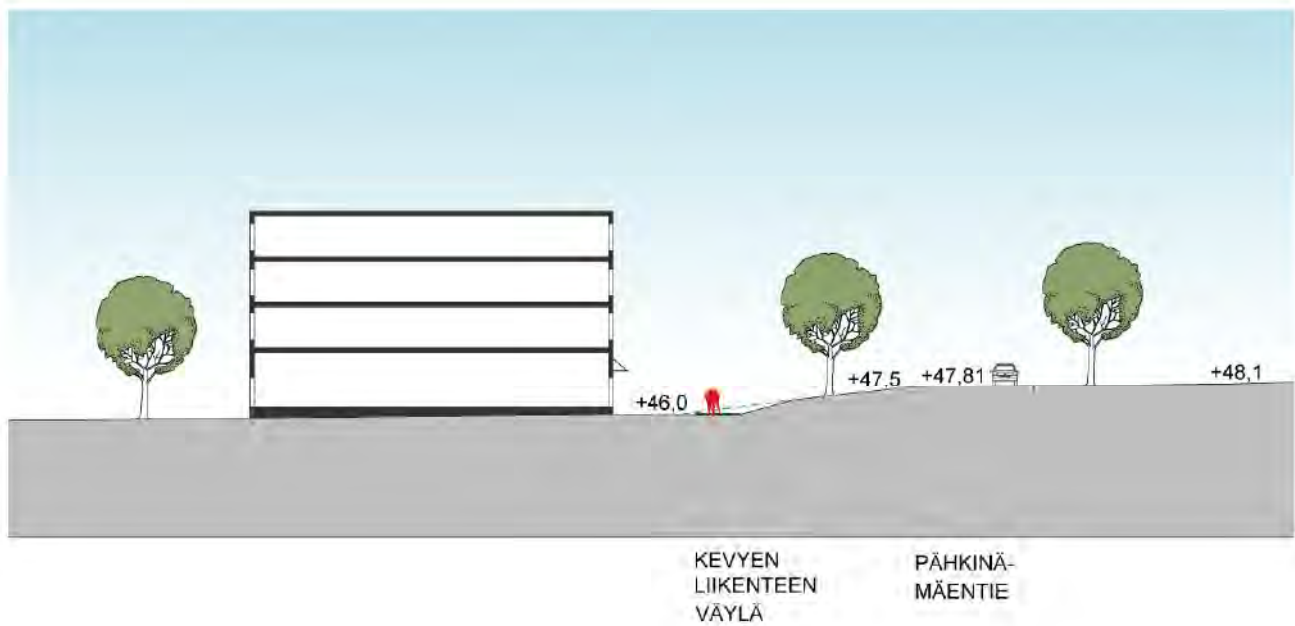 +46,0
+47,5 +47,81
+48,1
KEVYEN
LIIKENTEEN
VÄYLÄ
PÄHKINÄ-
MÄENTIE